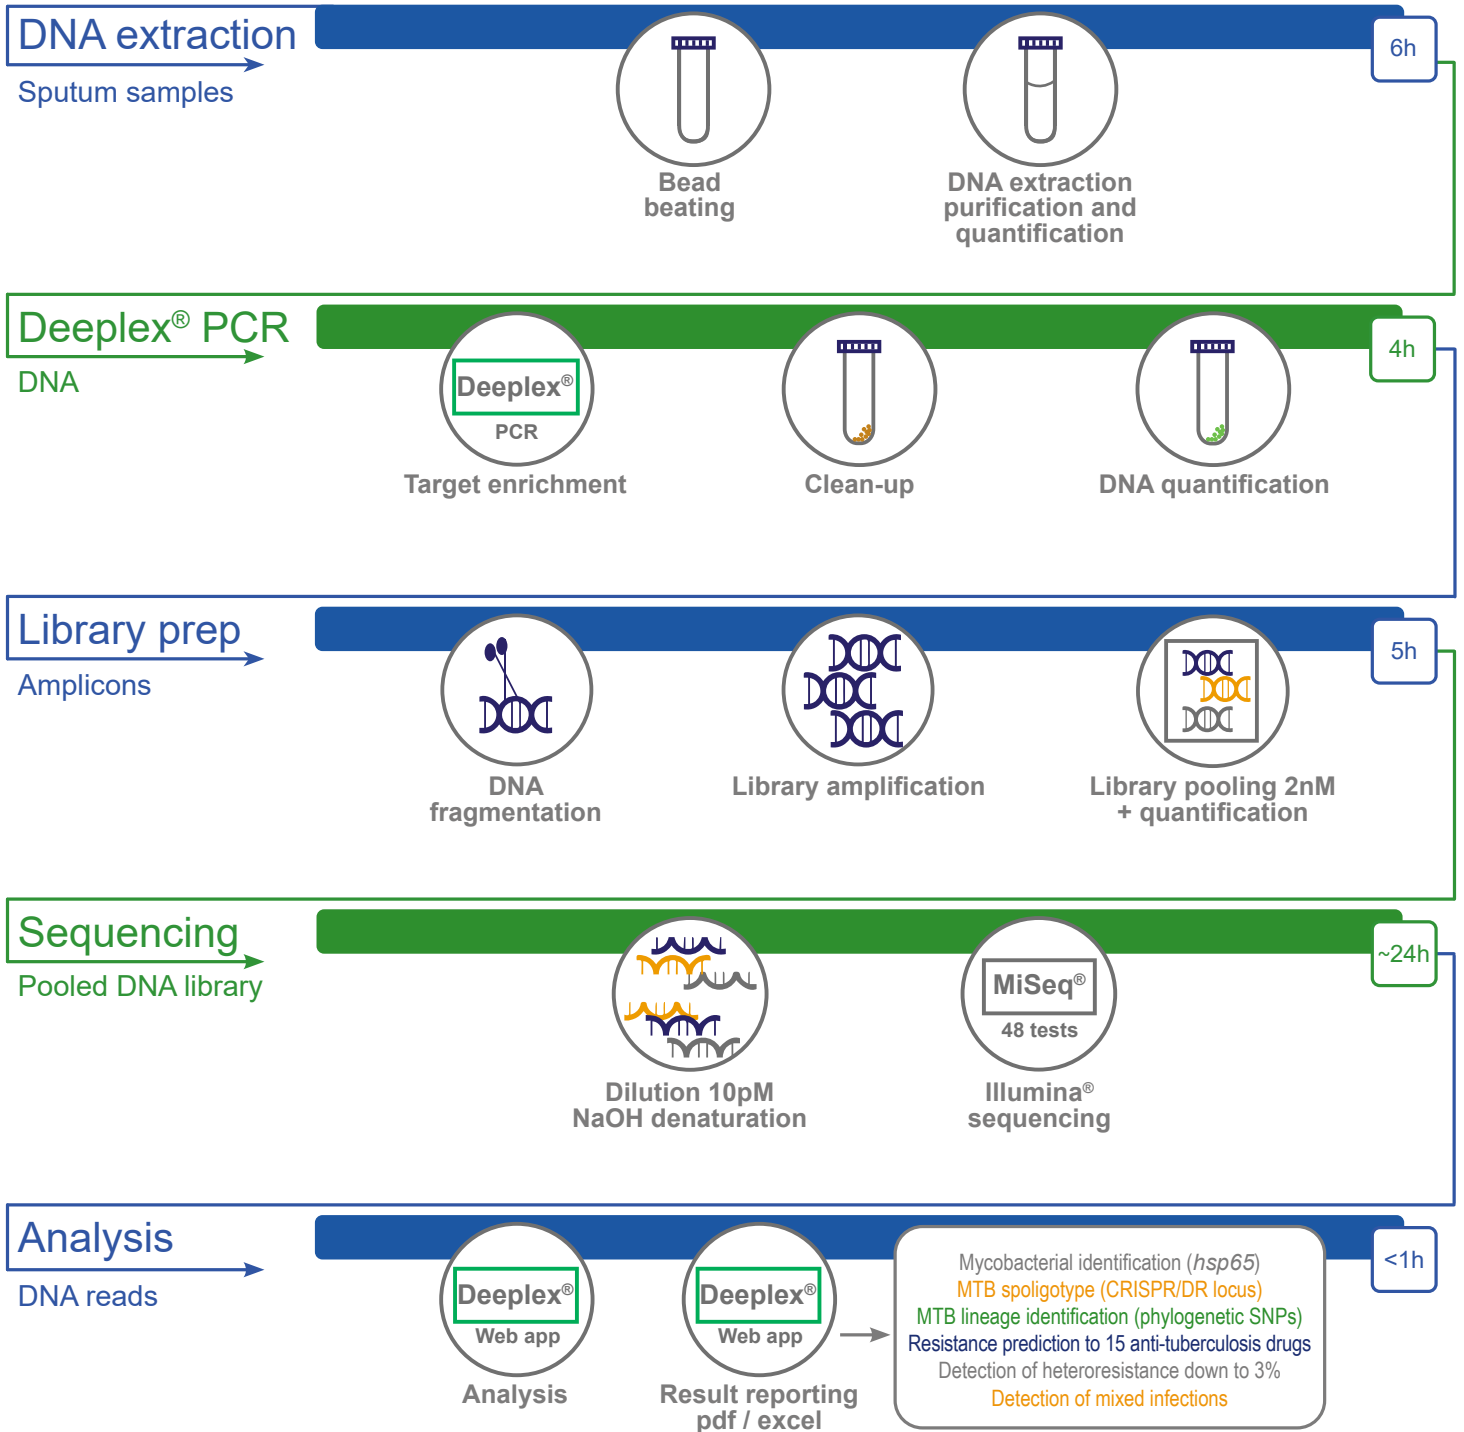 DNA extraction
6h
Sputum samples
Bead
beating
DNA extraction
purification and
quantification
Deeplex® PCR
4h
DNA
Deeplex®
PCR
Target enrichment
Clean-up
DNA quantification
Library prep
5h
Amplicons
DNA
fragmentation
Library amplification
Library pooling 2nM
+ quantification
Sequencing
~24h
Pooled DNA library
MiSeq®
48 tests
Dilution 10pM
NaOH denaturation
Illumina®
sequencing
Analysis
<1h
DNA reads
Deeplex®
Web app
Analysis
Deeplex®
Web app
Result reporting
pdf / excel
Mycobacterial identification (hsp65)
MTB spoligotype (CRISPR/DR locus)
MTB lineage identification (phylogenetic SNPs)
Resistance prediction to 15 anti-tuberculosis drugs
Detection of heteroresistance down to 3%
Detection of mixed infections